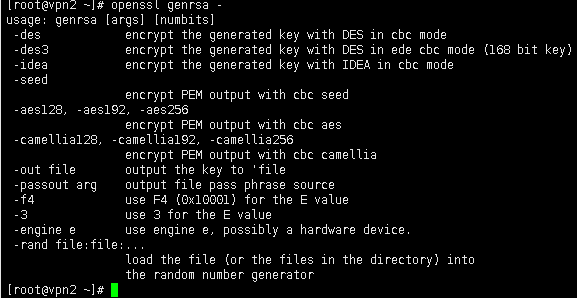 [root@vpn2 ~]# openssl genrsa -
usage: genrsa [args] [numbits]
-des encrypt the generated key with DES in cbc mode
-des3 encrypt the generated key with DES in ede cbc mode (168 bit key)
-idea encrypt the generated key with IDEA in cbc mode
-seed
encrypt PEM output with cbc seed
-aes128, -aes192, -aes256
encrypt PEM output with cbc aes
-camellia128, -camellia192, -camellia256
encrypt PEM output with cbc camellia
-out file output the key to 'file
-passout arg output file pass phrase source
-f4 use F4 (0x10001) for the E value
-3 use 3 for the E value
-engine e use engine e, possibly a hardware device.
-rand file:file:...
load the file (or the files in the directory) into
the random number generator
[root@vpn2 ~]#